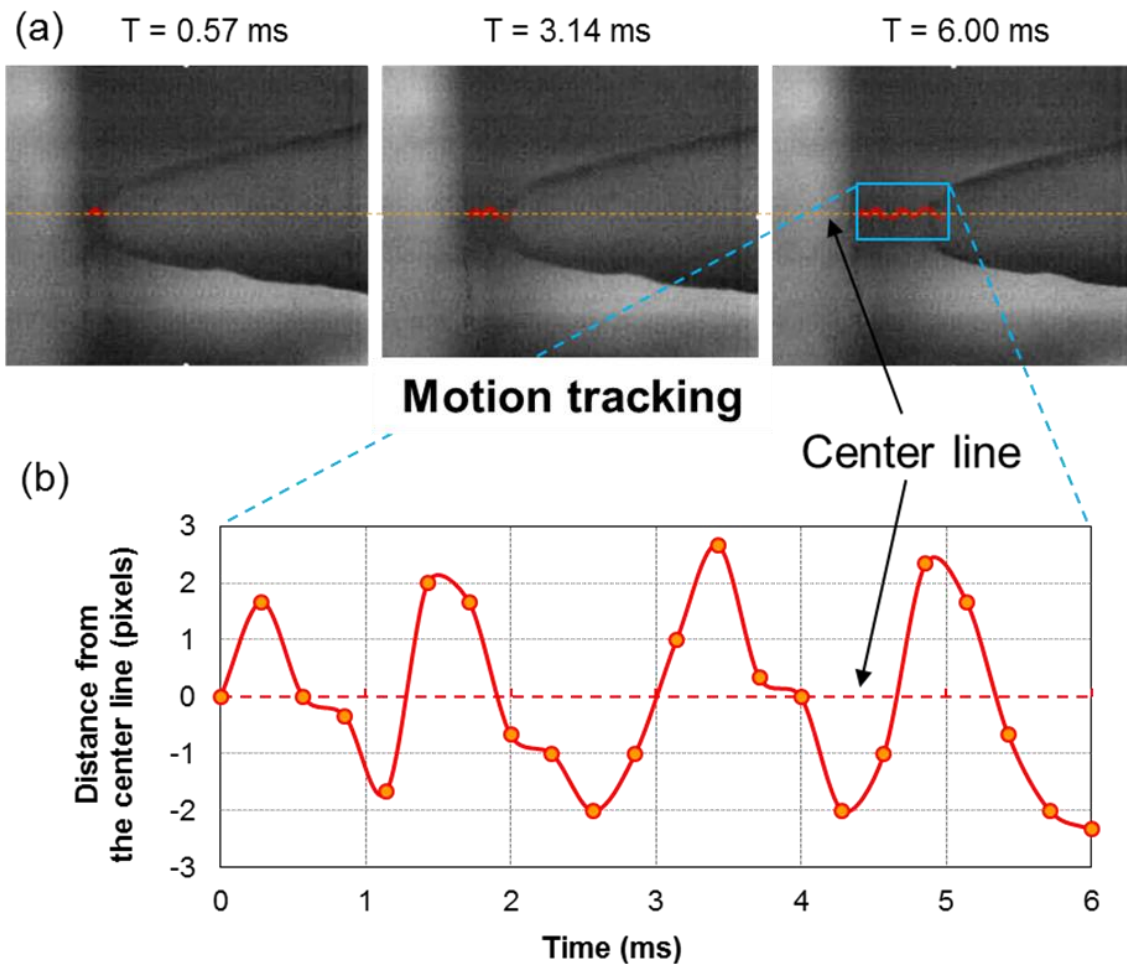 (a)
T = 0.57 ms
T = 3.14 ms
T = 6.00 ms
Motion tracking
Center line
(b)
Distance from
the center line (pixels)
3
2
1
0
-1
-2
-3
0
1
2
3
4
5
6
Time (ms)